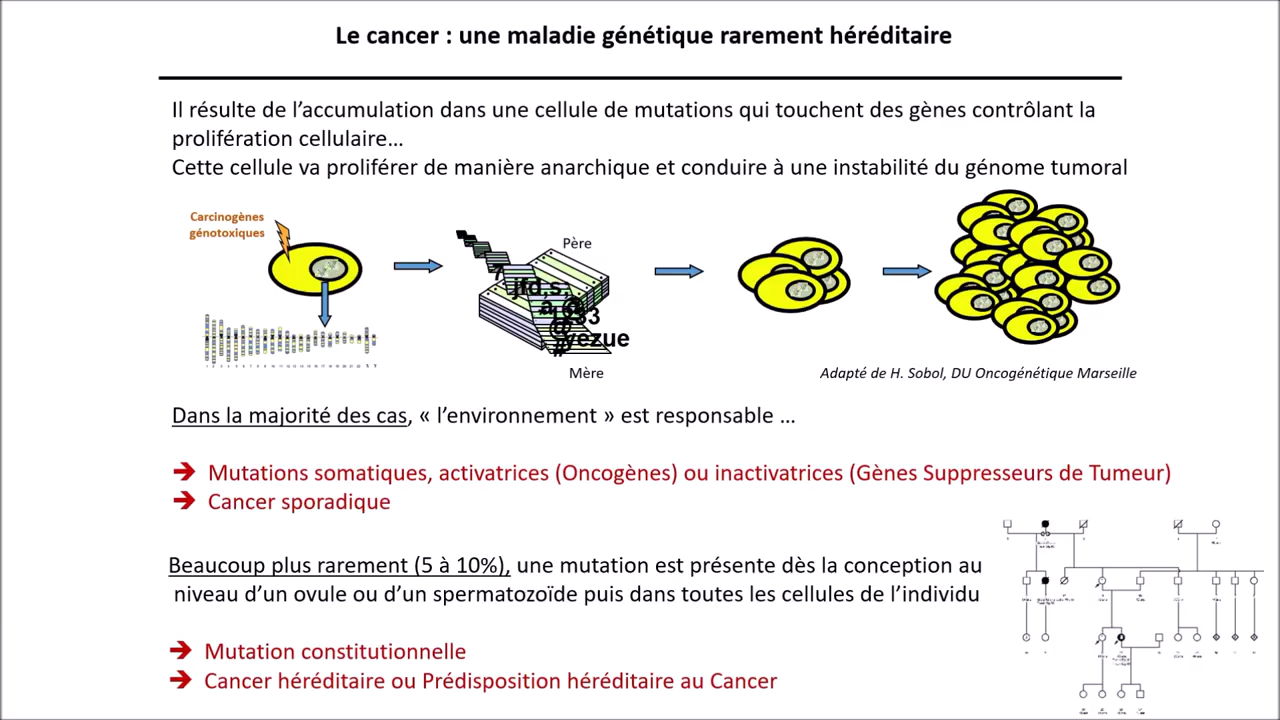 Le cancer : une maladie génétique rarement héréditaire
Il résulte de l’accumulation dans une cellule de mutations qui touchent des gènes contrôlant la
prolifération cellulaire…
Cette cellule va proliférer de manière anarchique et conduire à une instabilité du génome tumoral
Carcinogènes
génotoxiques
Père
jfd.s.
yezue
Mère
Adapté de H. Sobol, DU Oncogénétique Marseille
Dans la majorité des cas, « l’environnement » est responsable …
➔ Mutations somatiques, activatrices (Oncogènes) ou inactivatrices (Gènes Suppresseurs de Tumeur)
➔ Cancer sporadique
Beaucoup plus rarement (5 à 10%), une mutation est présente dès la conception au
niveau d’un ovule ou d’un spermatozoïde puis dans toutes les cellules de l’individu
➔ Mutation constitutionnelle
➔ Cancer héréditaire ou Prédisposition héréditaire au Cancer